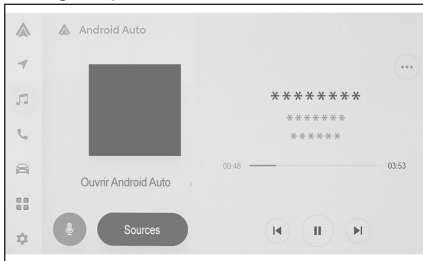 Android Auto
********
*******
******
00:48
03:53
Ouvrir Android Auto
Sources